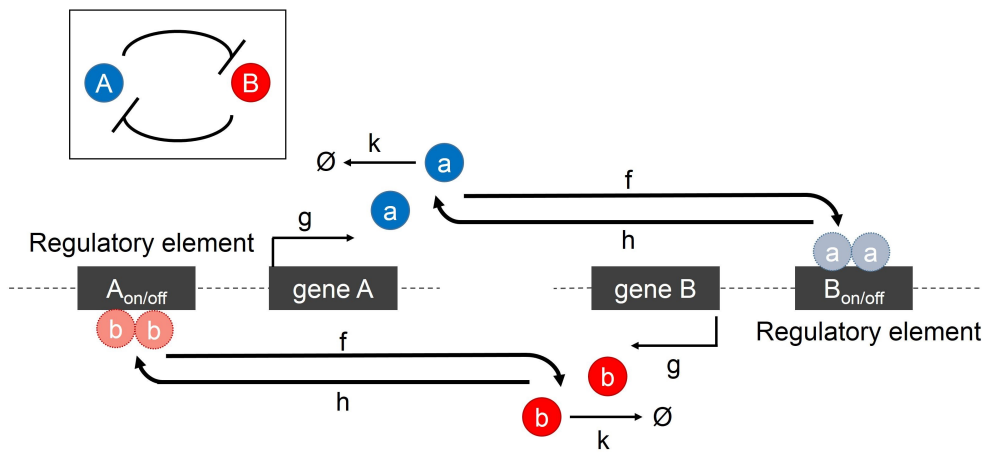 A
B
Ø
k
a
f
a
g
h
Regulatory element
a a
A on/off
gene A
gene B
B on/off
b b
Regulatory element
f
g
b
h
b
k
Ø